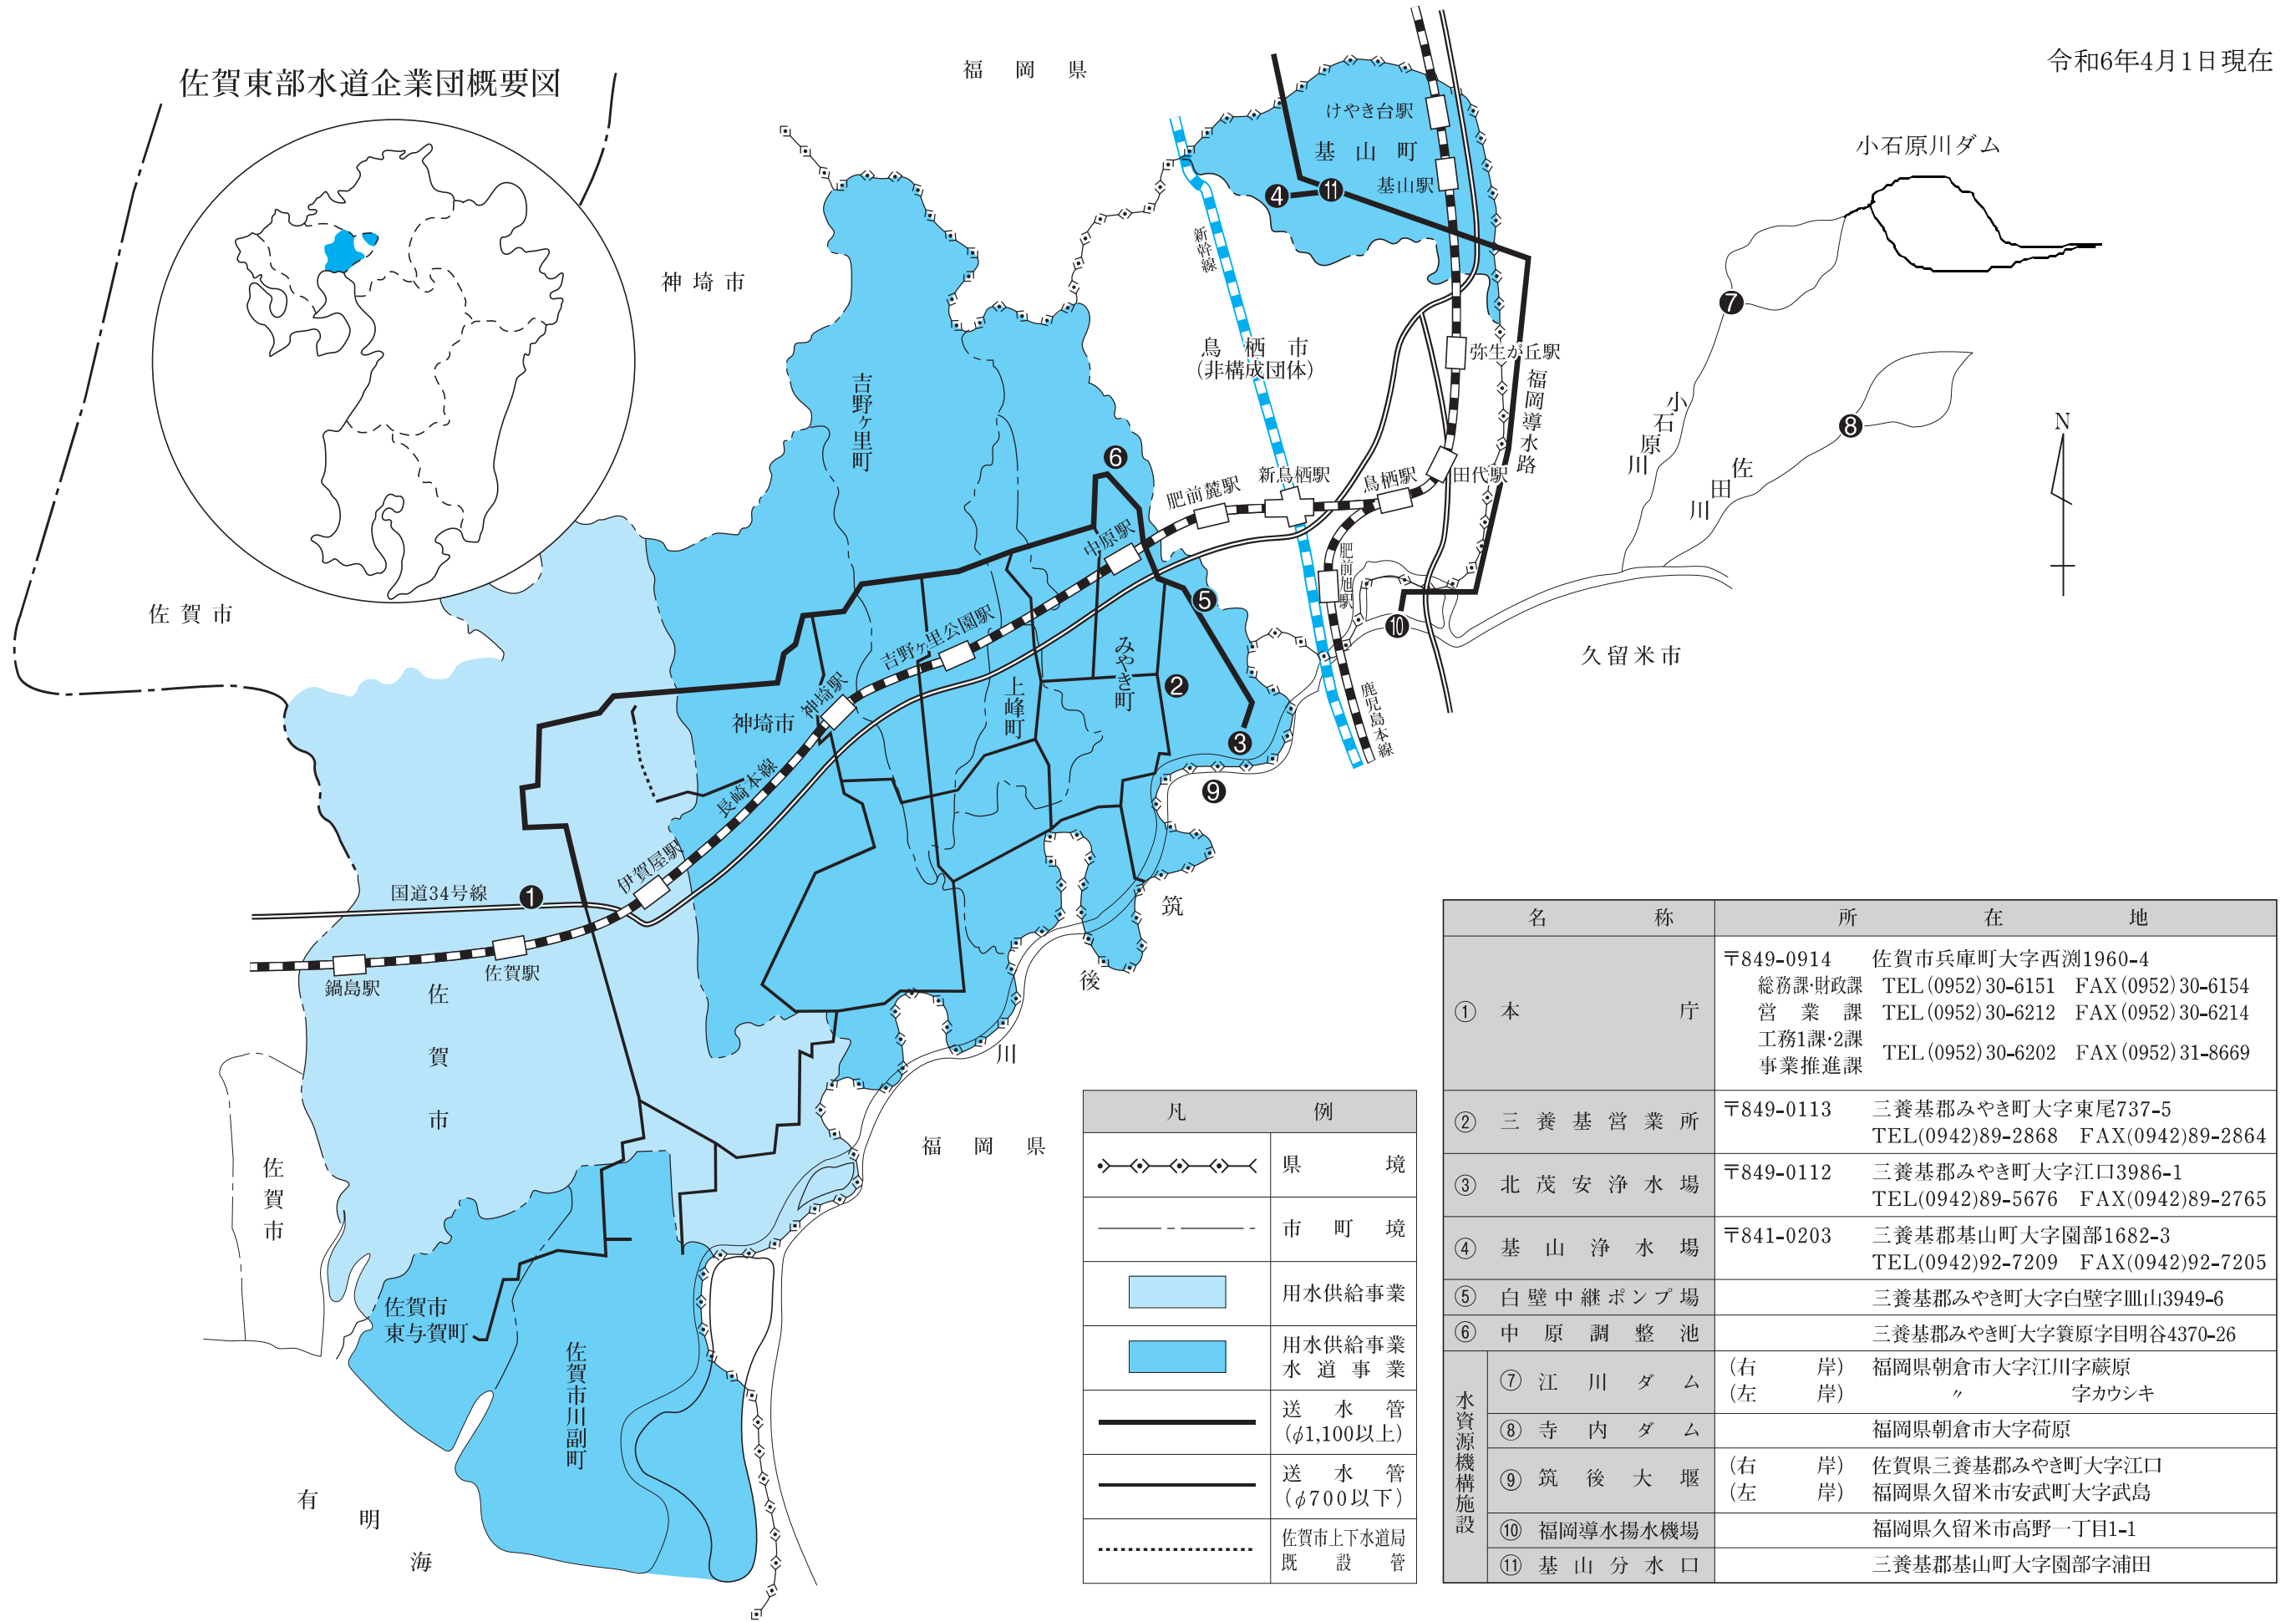 佐賀東部水道企業団概要図
令和6年4月1日現在
福岡県
けやき台駅
基山町
基山駅
④
⑪
小石原川ダム
新幹線
神埼市
⑦
鳥栖市
(非構成団体)
弥生が丘駅
福岡導水路
小石原川
佐田川
⑧
N
吉野ヶ里町
⑥
肥前麓駅
新鳥栖駅
鳥栖駅
田代駅
中原駅
肥前旭駅
⑤
⑩
佐賀市
久留米市
吉野ヶ里公園駅
みやき町
②
上峰町
神埼駅
神埼市
③
鹿児島本線
⑨
長崎本線
伊賀屋駅
国道34号線
①
佐賀駅
鍋島駅
佐賀市
筑後川
福岡県
佐賀市
佐賀市
東与賀町
佐賀市川副町
有明海
凡例
県境
市町境
用水供給事業
用水供給事業
水道事業
送水管
(φ1,100以上)
送水管
(φ700以下)
佐賀市上下水道局
既設管
名称 所在地
① 本庁 〒849-0914 佐賀市兵庫町大字西渕1960-4
総務課・財政課 TEL(0952)30-6151 FAX(0952)30-6154
営業課 TEL(0952)30-6212 FAX(0952)30-6214
工務1課・2課
事業推進課 TEL(0952)30-6202 FAX(0952)31-8669
② 三養基営業所 〒849-0113 三養基郡みやき町大字東尾737-5
TEL(0942)89-2868 FAX(0942)89-2864
③ 北茂安浄水場 〒849-0112 三養基郡みやき町大字江口3986-1
TEL(0942)89-5676 FAX(0942)89-2765
④ 基山浄水場 〒841-0203 三養基郡基山町大字園部1682-3
TEL(0942)92-7209 FAX(0942)92-7205
⑤ 白壁中継ポンプ場 三養基郡みやき町大字白壁字皿山3949-6
⑥ 中原調整池 三養基郡みやき町大字簑原字目明谷4370-26
水資源機構施設
⑦ 江川ダム (右岸) 福岡県朝倉市大字江川字蕨原
(左岸) 〃 字カウシキ
⑧ 寺内ダム 福岡県朝倉市大字荷原
⑨ 筑後大堰 (右岸) 佐賀県三養基郡みやき町大字江口
(左岸) 福岡県久留米市安武町大字武島
⑩ 福岡導水揚水機場 福岡県久留米市高野一丁目1-1
⑪ 基山分水口 三養基郡基山町大字園部字浦田